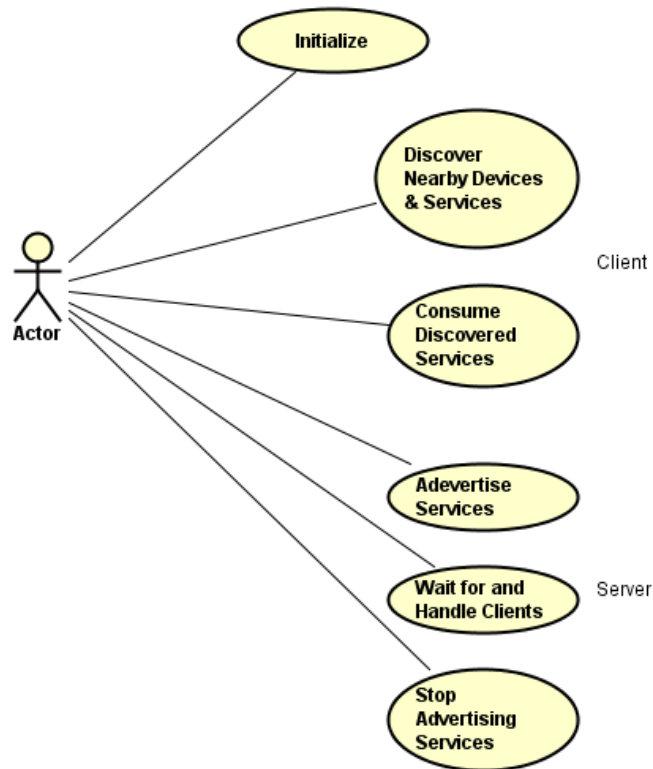 Initialize
Discover
Nearby Devices
& Services
Client
Actor
Consume
Discovered
Services
Adevertise
Services
Wait for and
Handle Clients
Server
Stop
Advertising
Services